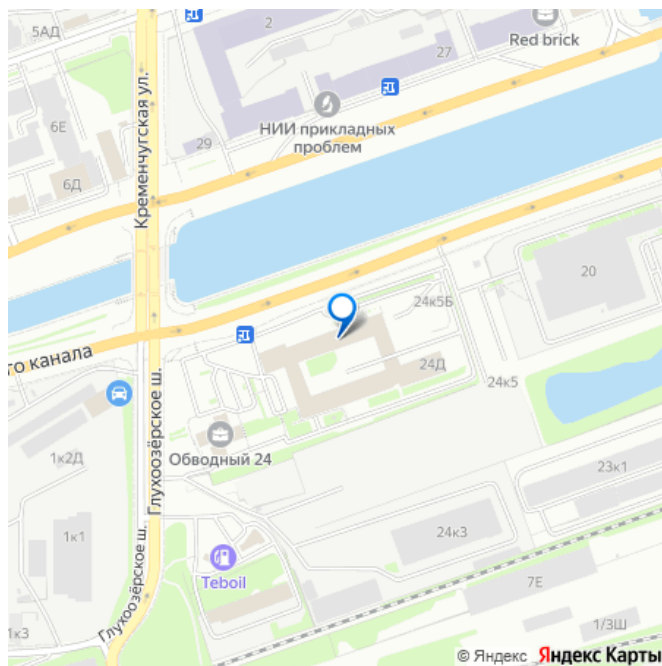 5АД
2
27
Red brick
6Е
НИИ прикладных
проблем
29
6Д
Кременчугская ул.
20
24к5Б
го канала
24Д
24к5
Глухоозёрское ш.
Обводный 24
1к2Д
23к1
24к3
1к1
Teboil
7Е
Глухоозёрское ш.
1к3
1/3Ш
© Яндекс Яндекс Карты